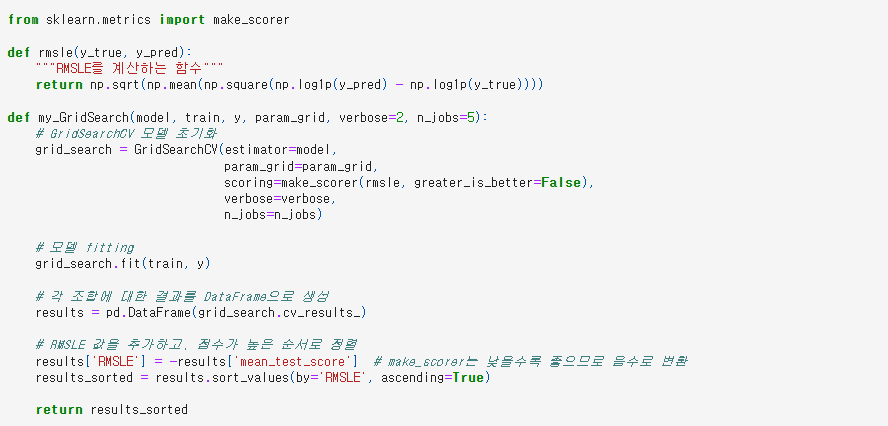 from sklearn.metrics import make_scorer

def rmsle(y_true, y_pred):
    """RMSLE를 계산하는 함수"""
    return np.sqrt(np.mean(np.square(np.log1p(y_pred) - np.log1p(y_true))))

def my_GridSearch(model, train, y, param_grid, verbose=2, n_jobs=5):
    # GridSearchCV 모델 초기화
    grid_search = GridSearchCV(estimator=model,
                               param_grid=param_grid,
                               scoring=make_scorer(rmsle, greater_is_better=False),
                               verbose=verbose,
                               n_jobs=n_jobs)

    # 모델 fitting
    grid_search.fit(train, y)

    # 각 조합에 대한 결과를 DataFrame으로 생성
    results = pd.DataFrame(grid_search.cv_results_)

    # RMSLE 값을 추가하고, 점수가 높은 순서로 정렬
    results['RMSLE'] = -results['mean_test_score']  # make_scorer는 낮을수록 좋으므로 음수로 변환
    results_sorted = results.sort_values(by='RMSLE', ascending=True)

    return results_sorted